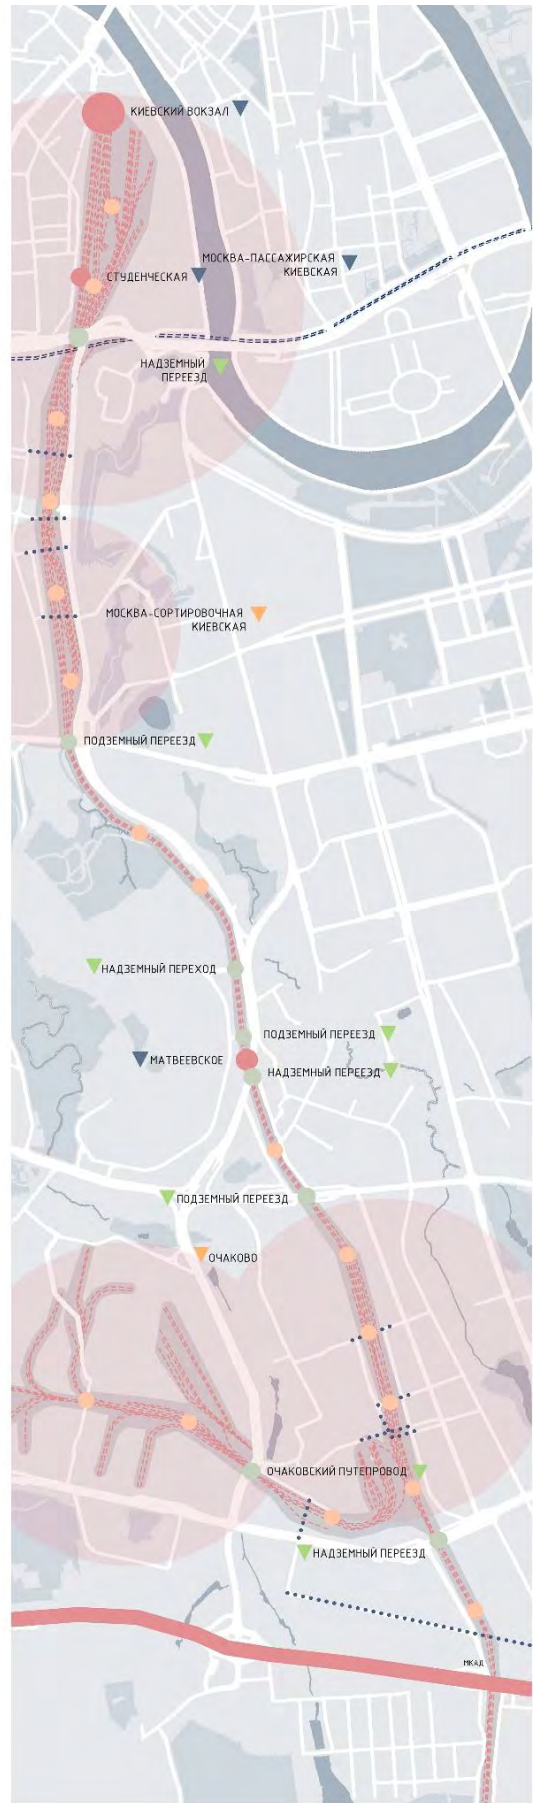 КИЕВСКИЙ ВОКЗАЛ
МОСКВА-ПАССАЖИРСКАЯ
КИЕВСКАЯ
СТУДЕНЧЕСКАЯ
НАДЗЕМНЫЙ
ПЕРЕЕЗД
МОСКВА-СОРТИРОВОЧНАЯ
КИЕВСКАЯ
ПОДЗЕМНЫЙ ПЕРЕЕЗД
НАДЗЕМНЫЙ ПЕРЕХОД
ПОДЗЕМНЫЙ ПЕРЕЕЗД
МАТВЕЕВСКОЕ
НАДЗЕМНЫЙ ПЕРЕЕЗД
ПОДЗЕМНЫЙ ПЕРЕЕЗД
ОЧАКОВО
ОЧАКОВСКИЙ ПУТЕПРОВОД
НАДЗЕМНЫЙ ПЕРЕЕЗД
МКАД